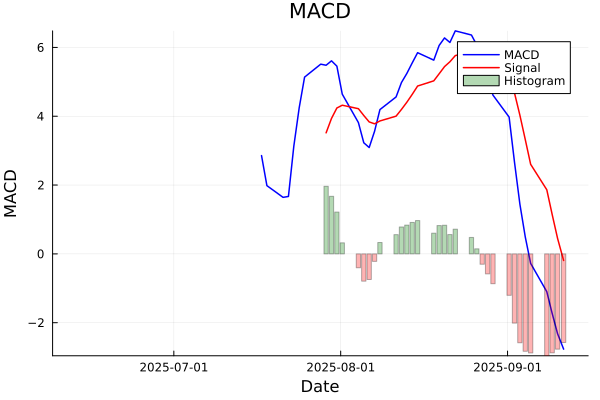 MACD
MACD
6
4
2
0
−2
MACD
Signal
Histogram
2025-07-01
2025-08-01
2025-09-01
Date